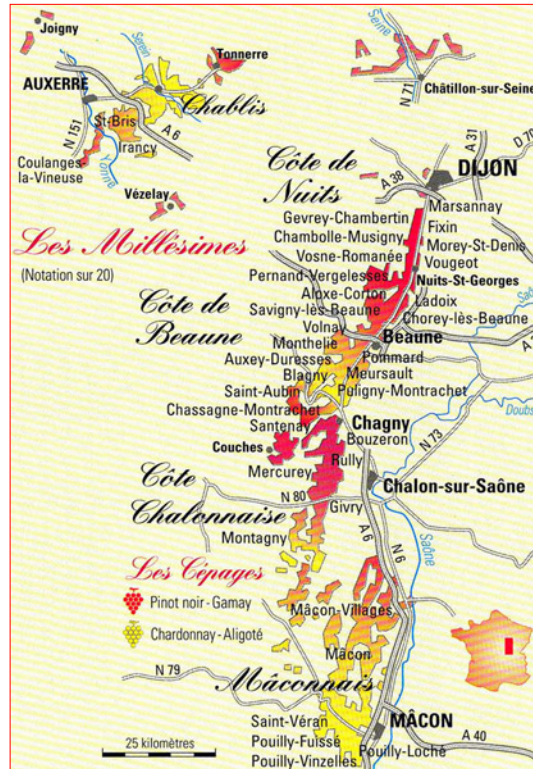 Joigny
Serein
Tonnerre
Seine
AUXERRE
Chablis
Châtillon-sur-Seine
N 71
St-Bris
A 6
N 151
Irancy
Coulanges-
la-Vineuse
Yonne
Vézelay
A 31
D 70
Côte de
Nuits
A 38
DIJON
Marsannay
Gevrey-Chambertin
Fixin
Chambolle-Musigny
Morey-St-Denis
Vosne-Romanée
Vougeot
Pernand-Vergelesses
Nuits-St-Georges
Aloxe-Corton
Ladoix
Savigny-lès-Beaune
Chorey-lès-Beaune
Les Millèsimes
(Notation sur 20)
Côte de
Beaune
Volnay
Beaune
Monthelie
Pommard
Auxey-Duresses
Meursault
Blagny
Puligny-Montrachet
Saint-Aubin
Chassagne-Montrachet
Santenay
Chagny
Bouzeron
N 73
Doubs
Couches
Rully
Mercurey
Chalon-sur-Saône
Côte
Chalonnaise
N 80
Givry
Montagny
A 6
N 6
Saône
Les Cépages
Pinot noir - Gamay
Chardonnay - Aligoté
Mâcon-Villages
Mâcon
N 79
Mâconnais
Saint-Véran
MÂCON
Pouilly-Fuissé
Pouilly-Loché
Pouilly-Vinzelles
A 40
25 kilomètres